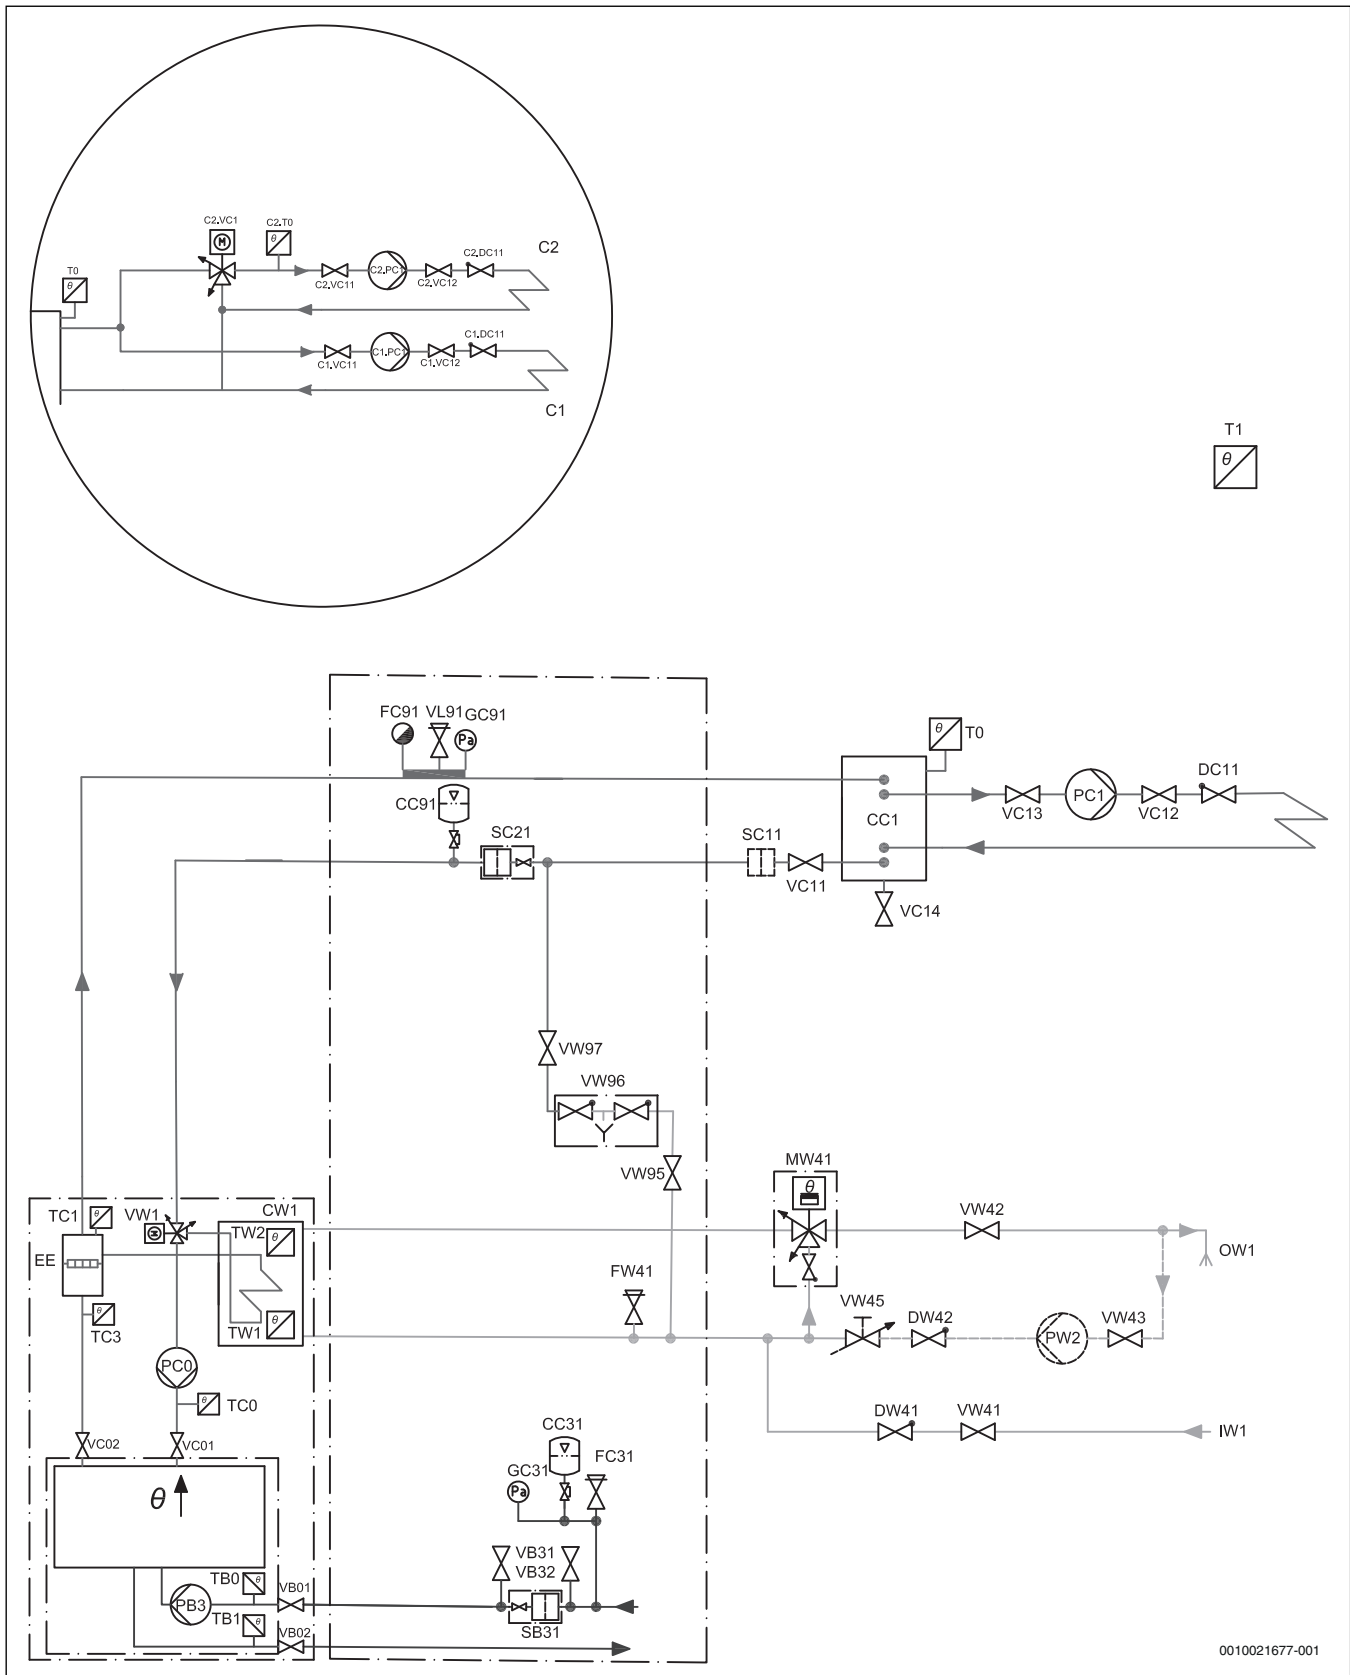 C2.VC1
C2.T0
C2.DC11
C2
T0
θ
θ
M
C2.PC1
C2.VC11
C2.VC12
C1.DC11
C1.PC1
C1.VC11
C1.VC12
C1
T1
θ
FC91
VL91
GC91
Pa
T0
θ
CC91
DC11
PC1
VC13
VC12
CC1
SC21
SC11
VC11
VC14
VW97
VW96
VW95
MW41
θ
TC1
θ
VW1
M
CW1
TW2
θ
VW42
OW1
EE
FW41
TC3
θ
TW1
θ
VW45
DW42
PW2
VW43
PC0
TC0
θ
DW41
VW41
IW1
VC02
VC01
CC31
GC31
FC31
Pa
θ
VB31
VB32
TB0
θ
VB01
PB3
TB1
θ
VB02
SB31
0010021677-001